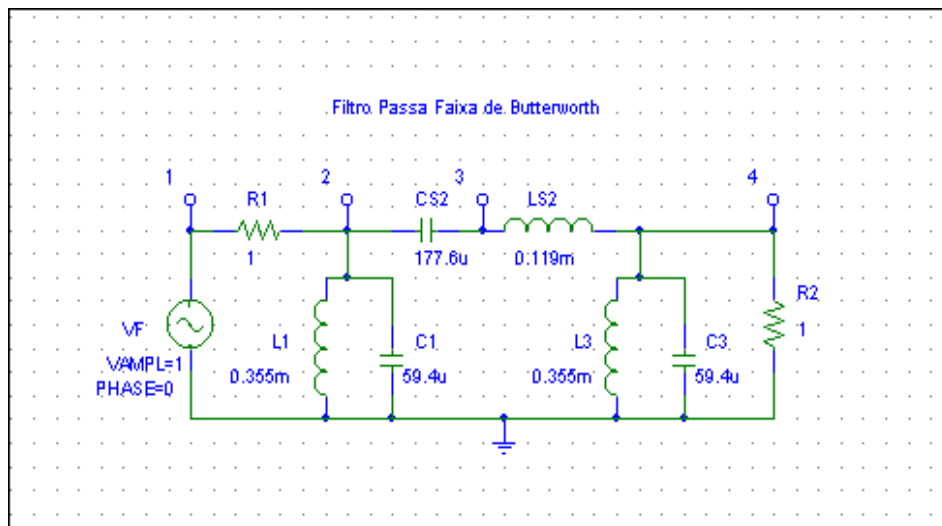 Filtro Passa Faixa de Butterworth
1
2
3
4
R1
1
CS2
177.6u
LS2
0.119m
VF
VAMPL=1
PHASE=0
L1
0.355m
C1
59.4u
L3
0.355m
C3
59.4u
R2
1